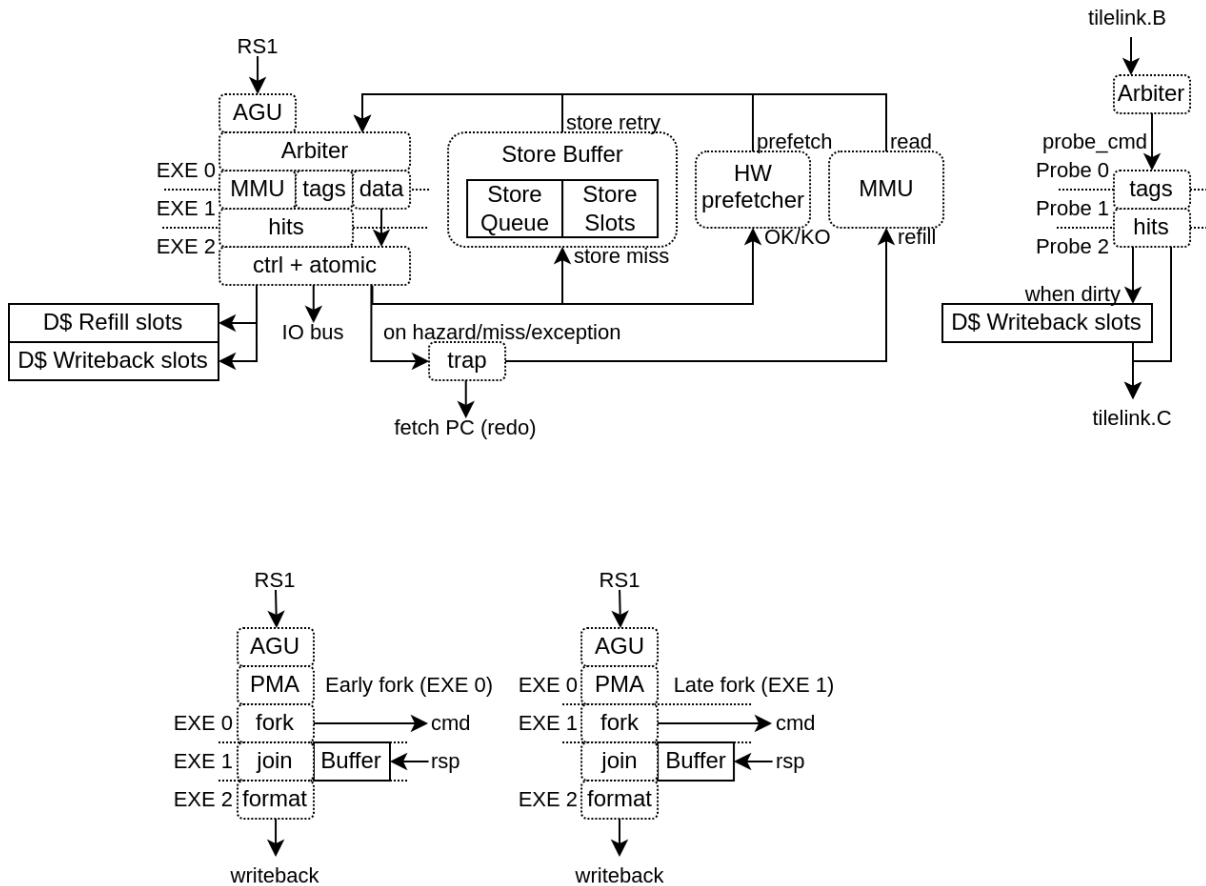 tilelink.B
RS1
AGU
Arbiter
EXE 0
MMU
tags
data
EXE 1
hits
EXE 2
ctrl + atomic
D$ Refill slots
D$ Writeback slots
IO bus
on hazard/miss/exception
trap
fetch PC (redo)
store retry
Store Buffer
Store
Queue
Store
Slots
store miss
prefetch
HW
prefetcher
OK/KO
read
MMU
refill
Arbiter
probe_cmd
Probe 0
tags
Probe 1
hits
Probe 2
when dirty
D$ Writeback slots
tilelink.C
RS1
AGU
PMA
Early fork (EXE 0)
EXE 0
fork
cmd
EXE 1
join
Buffer
rsp
EXE 2
format
writeback
RS1
AGU
EXE 0
PMA
Late fork (EXE 1)
EXE 1
fork
cmd
join
Buffer
rsp
EXE 2
format
writeback